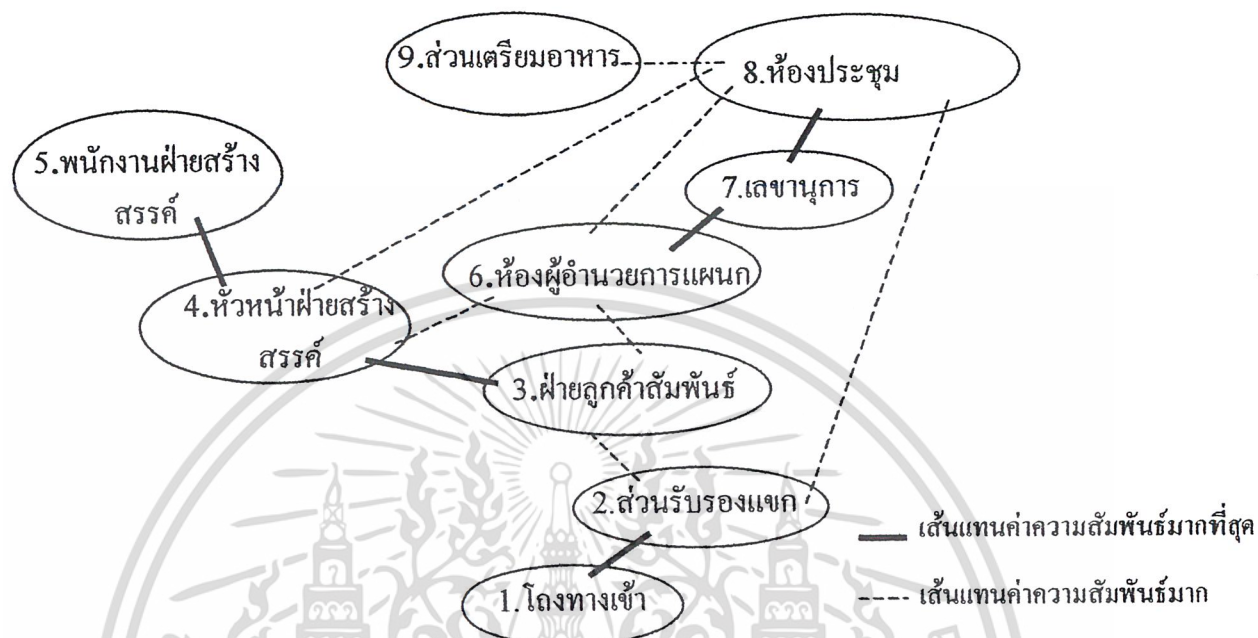 9.ส่วนเตรียมอาหาร
8.ห้องประชุม
5.พนักงานฝ่ายสร้าง
สรรค์
7.เลขานุการ
6.ห้องผู้อำนวยการแผนก
4.หัวหน้าฝ่ายสร้าง
สรรค์
3.ฝ่ายลูกค้าสัมพันธ์
2.ส่วนรับรองแขก
1.โถงทางเข้า
เส้นแทนค่าความสัมพันธ์มากที่สุด
เส้นแทนค่าความสัมพันธ์มาก